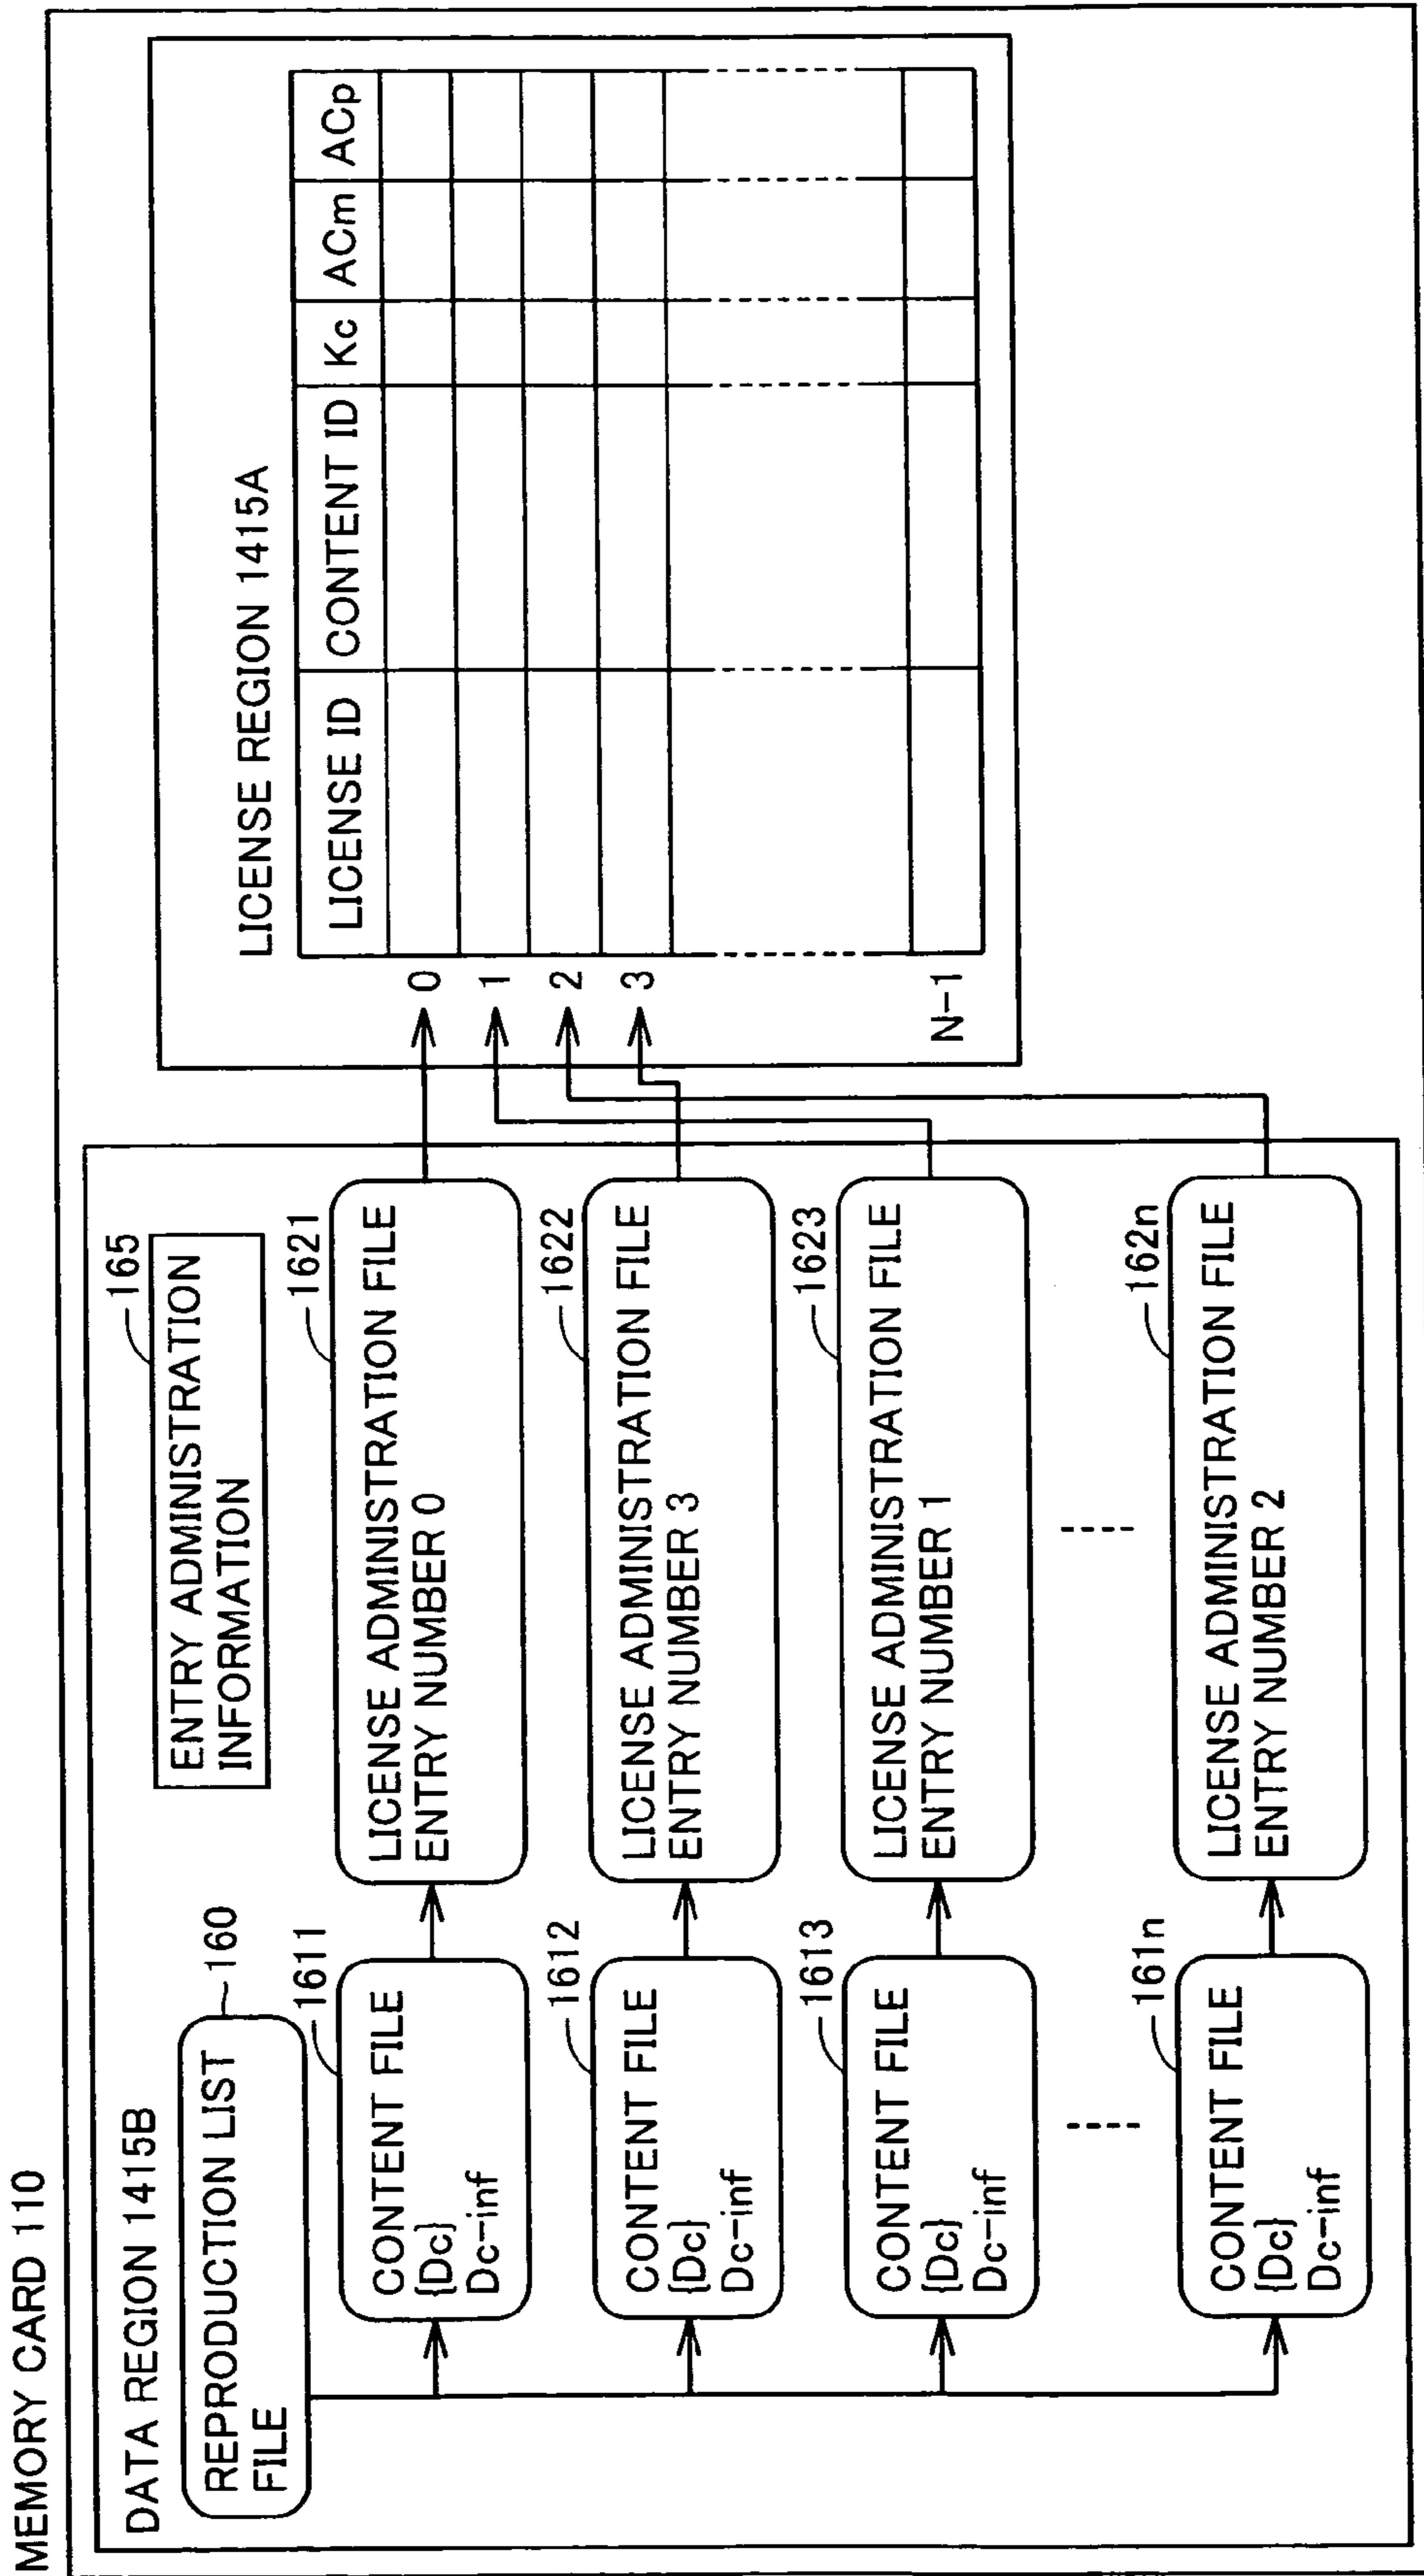 MEMORY CARD 110
DATA REGION 1415B
REPRODUCTION LIST
FILE
160
ENTRY ADMINISTRATION
INFORMATION
165
CONTENT FILE
{Dc}
Dc-inf
1611
LICENSE ADMINISTRATION FILE
ENTRY NUMBER 0
1621
CONTENT FILE
{Dc}
Dc-inf
1612
LICENSE ADMINISTRATION FILE
ENTRY NUMBER 3
1622
CONTENT FILE
{Dc}
Dc-inf
1613
LICENSE ADMINISTRATION FILE
ENTRY NUMBER 1
1623
CONTENT FILE
{Dc}
Dc-inf
161n
LICENSE ADMINISTRATION FILE
ENTRY NUMBER 2
162n
LICENSE REGION 1415A
LICENSE ID CONTENT ID Kc ACm ACp
0
1
2
3
N-1